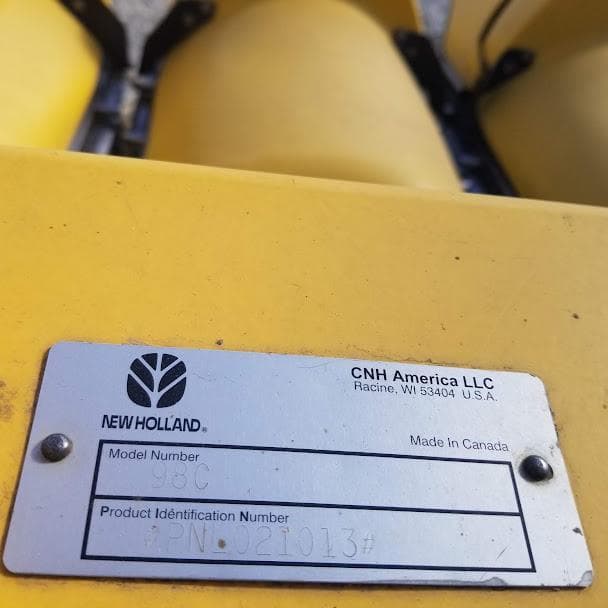 CNH America LLC
Racine, WI 53404 U.S.A.
NEW HOLLAND®
Made In Canada
Model Number
98C
Product Identification Number